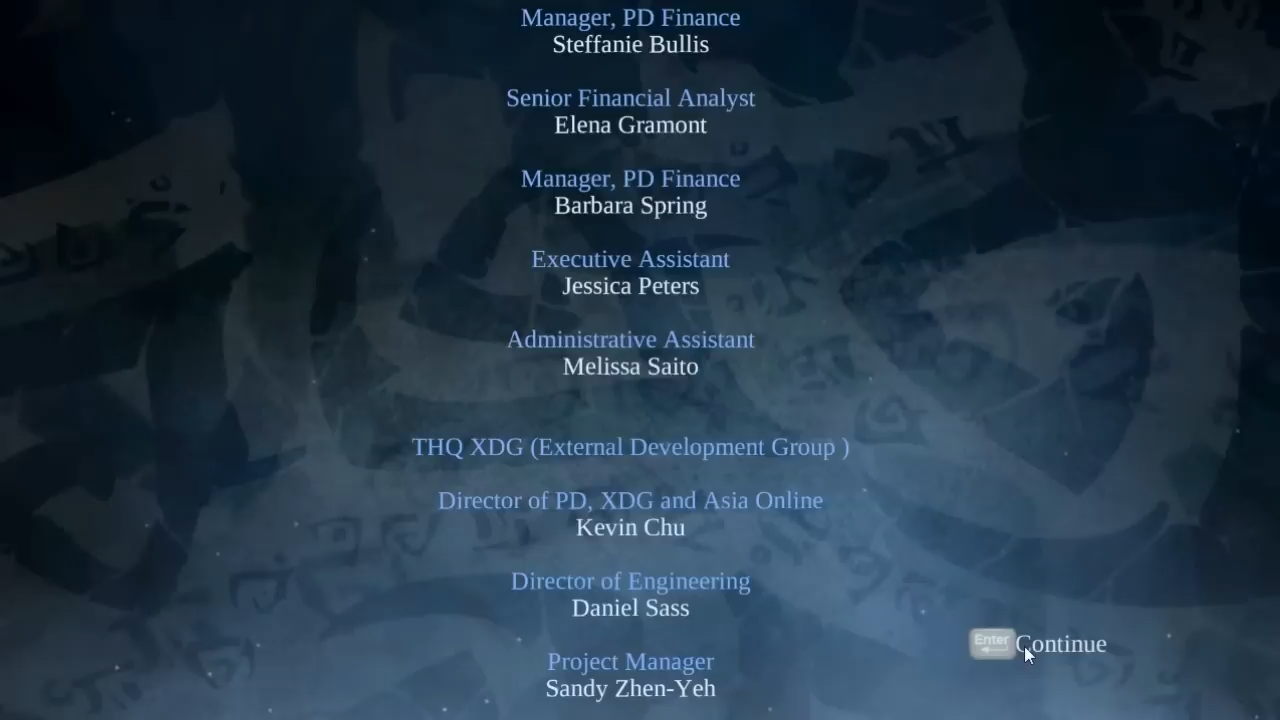 Manager, PD Finance
Steffanie Bullis
Senior Financial Analyst
Elena Gramont
Manager, PD Finance
Barbara Spring
Executive Assistant
Jessica Peters
Administrative Assistant
Melissa Saito
THQ XDG (External Development Group )
Director of PD, XDG and Asia Online
Kevin Chu
Director of Engineering
Daniel Sass
Enter Continue
Project Manager
Sandy Zhen-Yeh